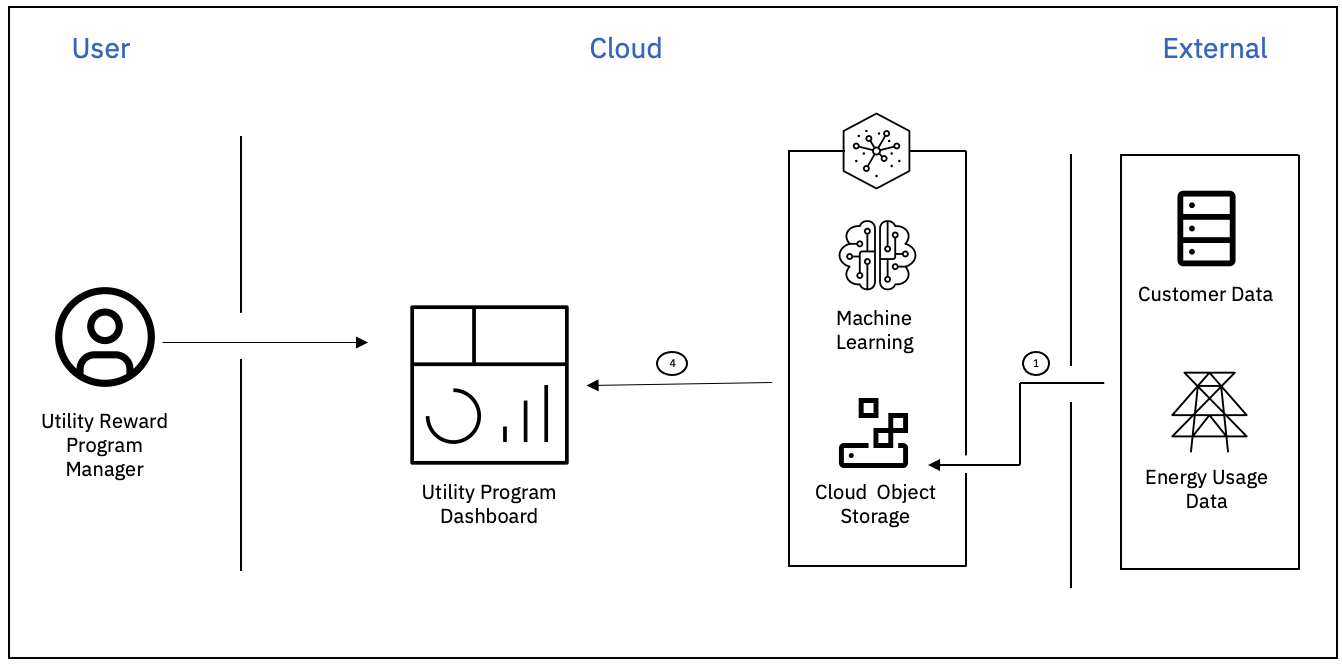 User
Cloud
External
Customer Data
Machine
Learning
4
1
Utility Reward
Program
Manager
Energy Usage
Data
Utility Program
Dashboard
Cloud Object
Storage